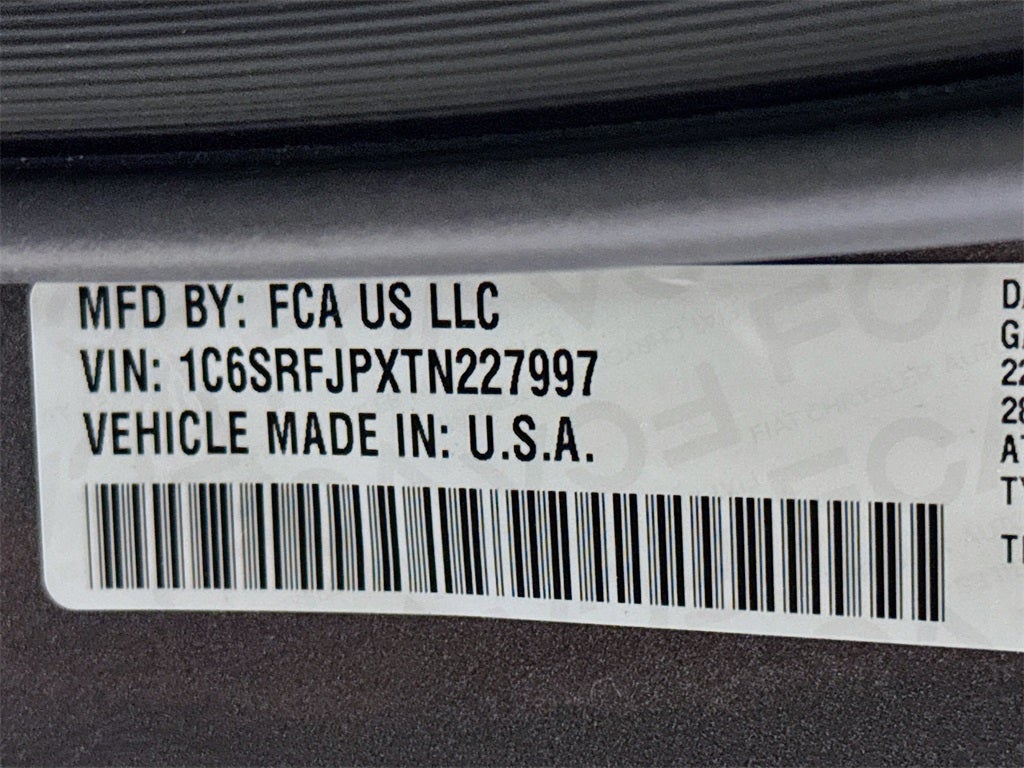 MFD BY: FCA US LLC
VIN: 1C6SRFJPXTN227997
VEHICLE MADE IN: U.S.A.